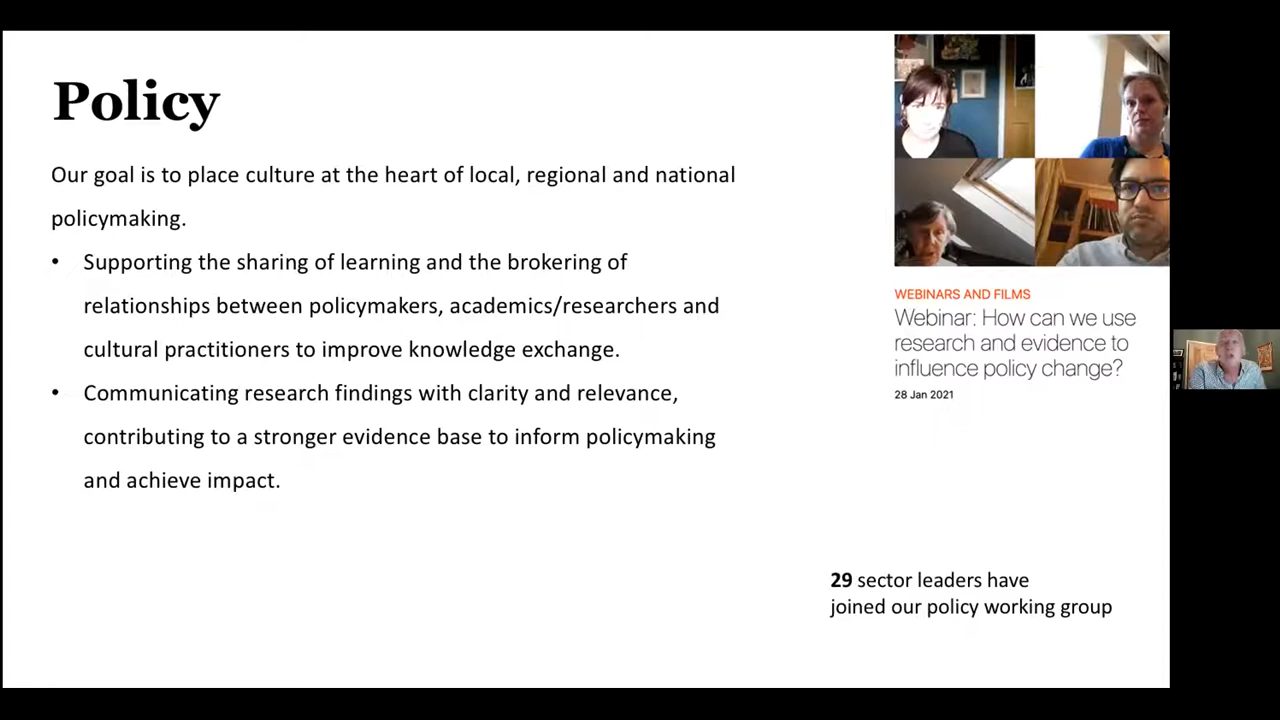 Policy
Our goal is to place culture at the heart of local, regional and national
policymaking.
• Supporting the sharing of learning and the brokering of
relationships between policymakers, academics/researchers and
cultural practitioners to improve knowledge exchange.
• Communicating research findings with clarity and relevance,
contributing to a stronger evidence base to inform policymaking
and achieve impact.
WEBINARS AND FILMS
Webinar: How can we use
research and evidence to
influence policy change?
28 Jan 2021
29 sector leaders have
joined our policy working group